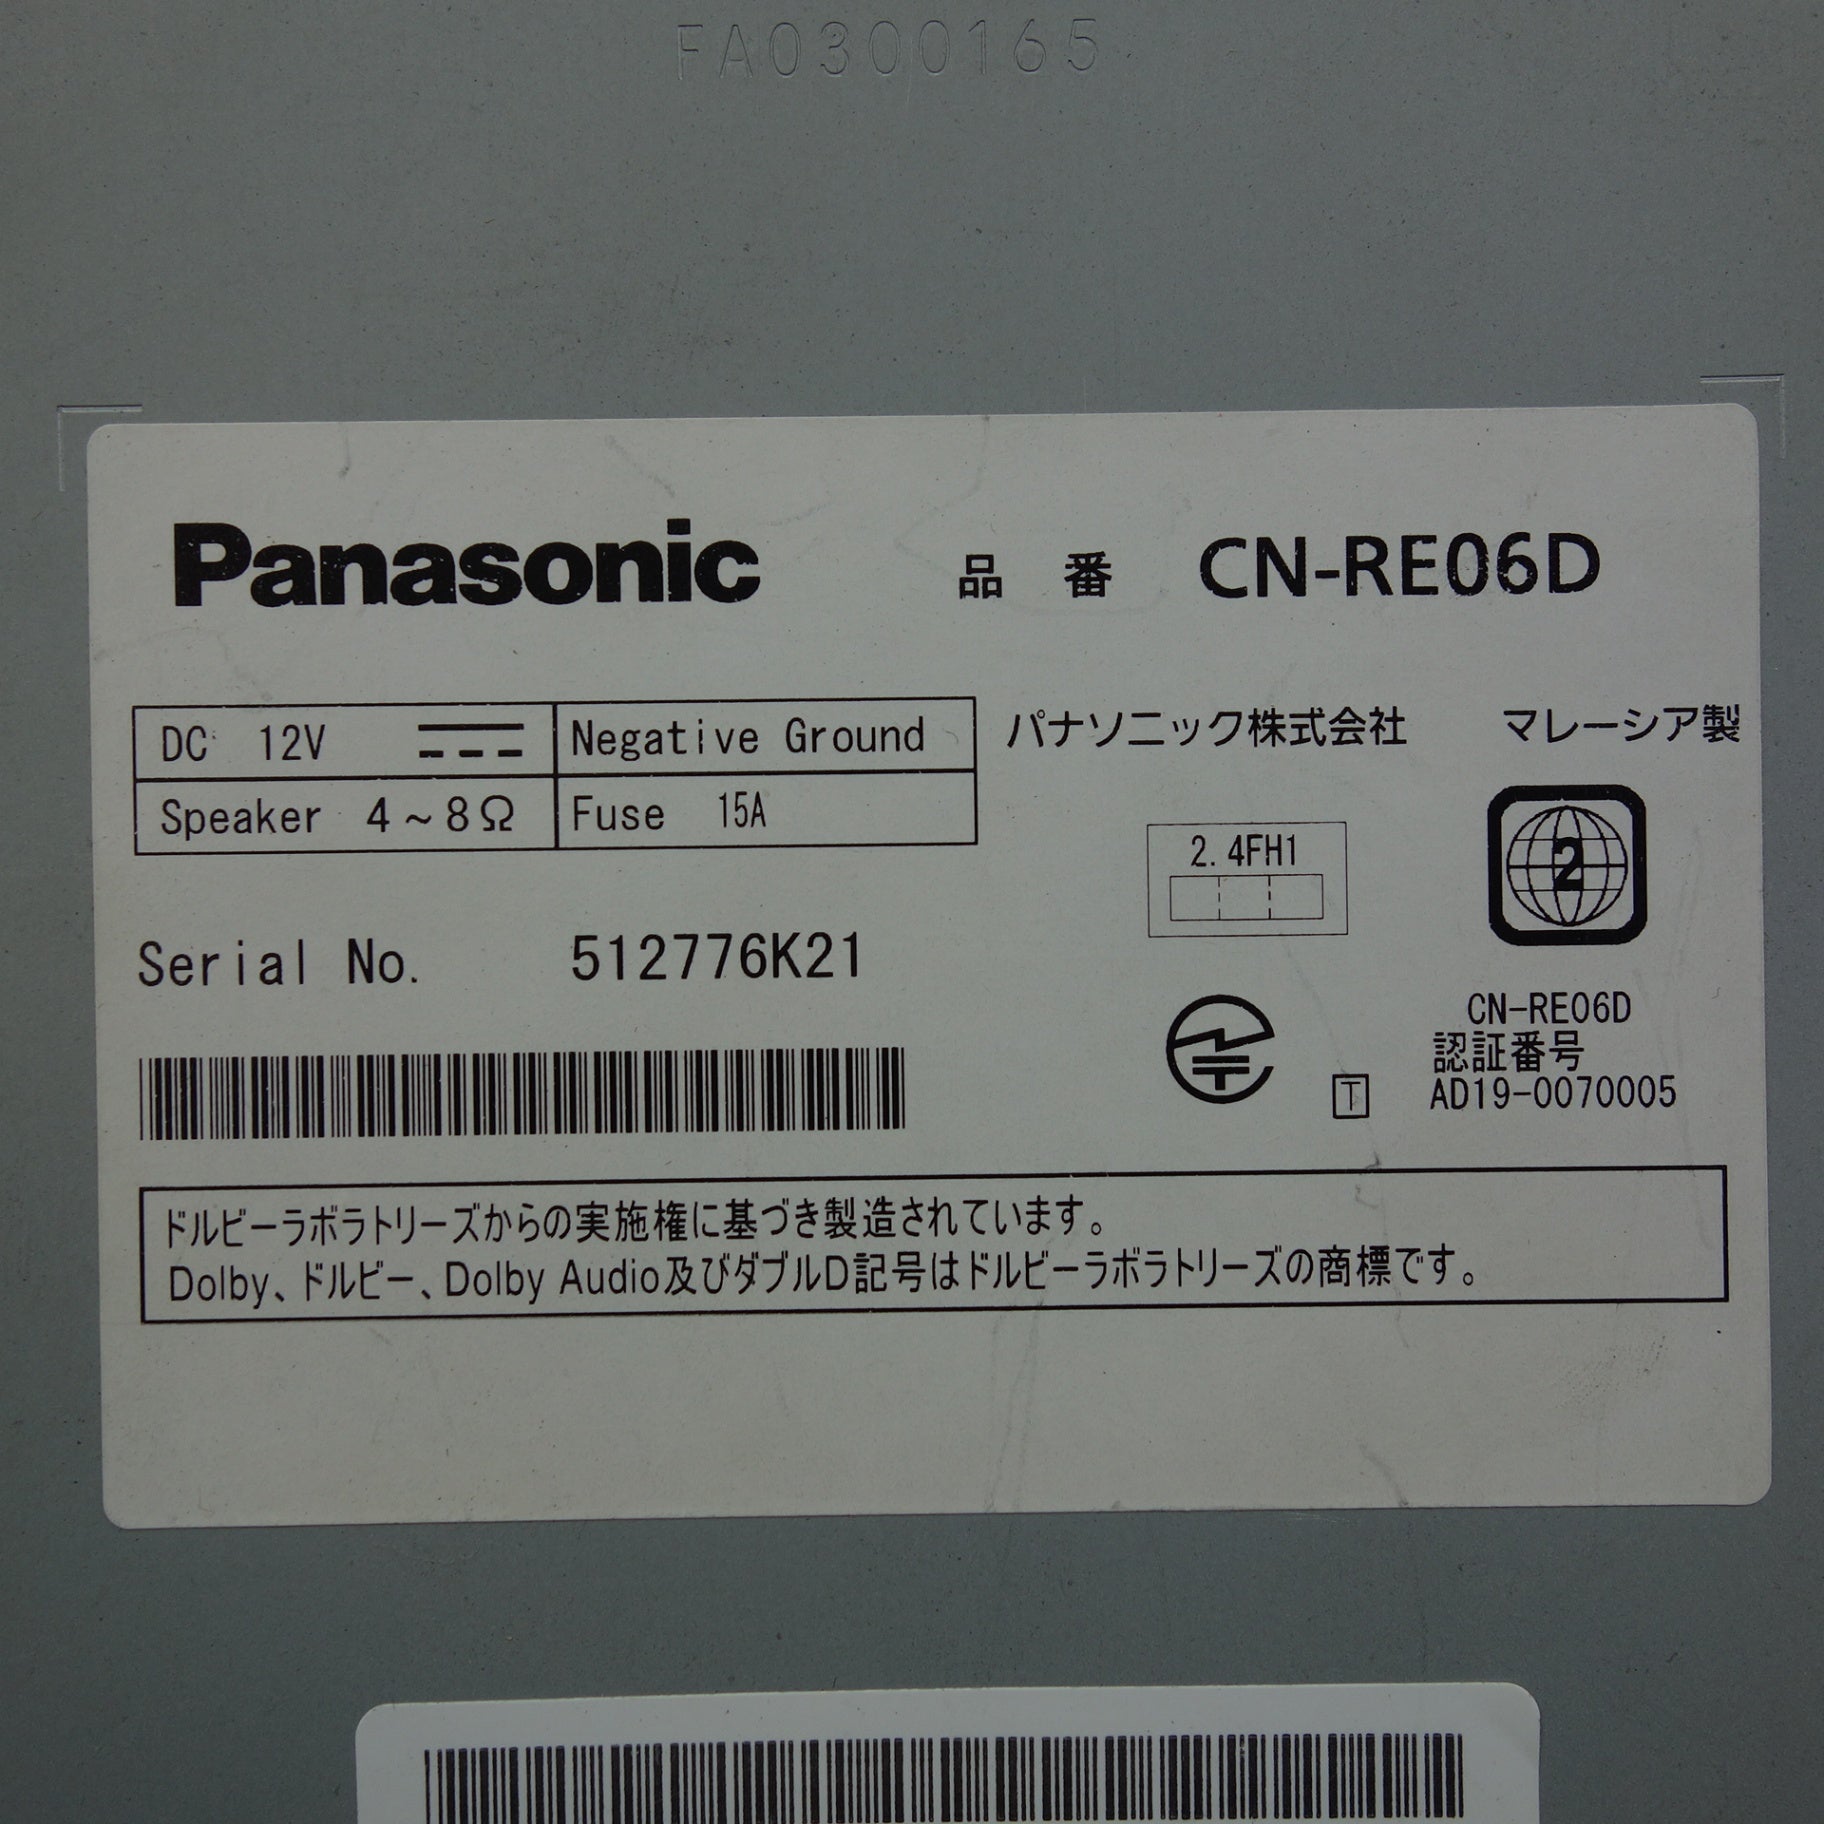 FA0300165
Panasonic 品番 CN-RE06D
DC 12V Negative Ground
Speaker 4~8Ω Fuse 15A
パナソニック株式会社 マレーシア製
2.4FH1
2
Serial No. 512776K21
CN-RE06D
認証番号
T AD19-0070005
ドルビーラボラトリーズからの実施権に基づき製造されています。
Dolby、ドルビー、Dolby Audio及びダブルD記号はドルビーラボラトリーズの商標です。